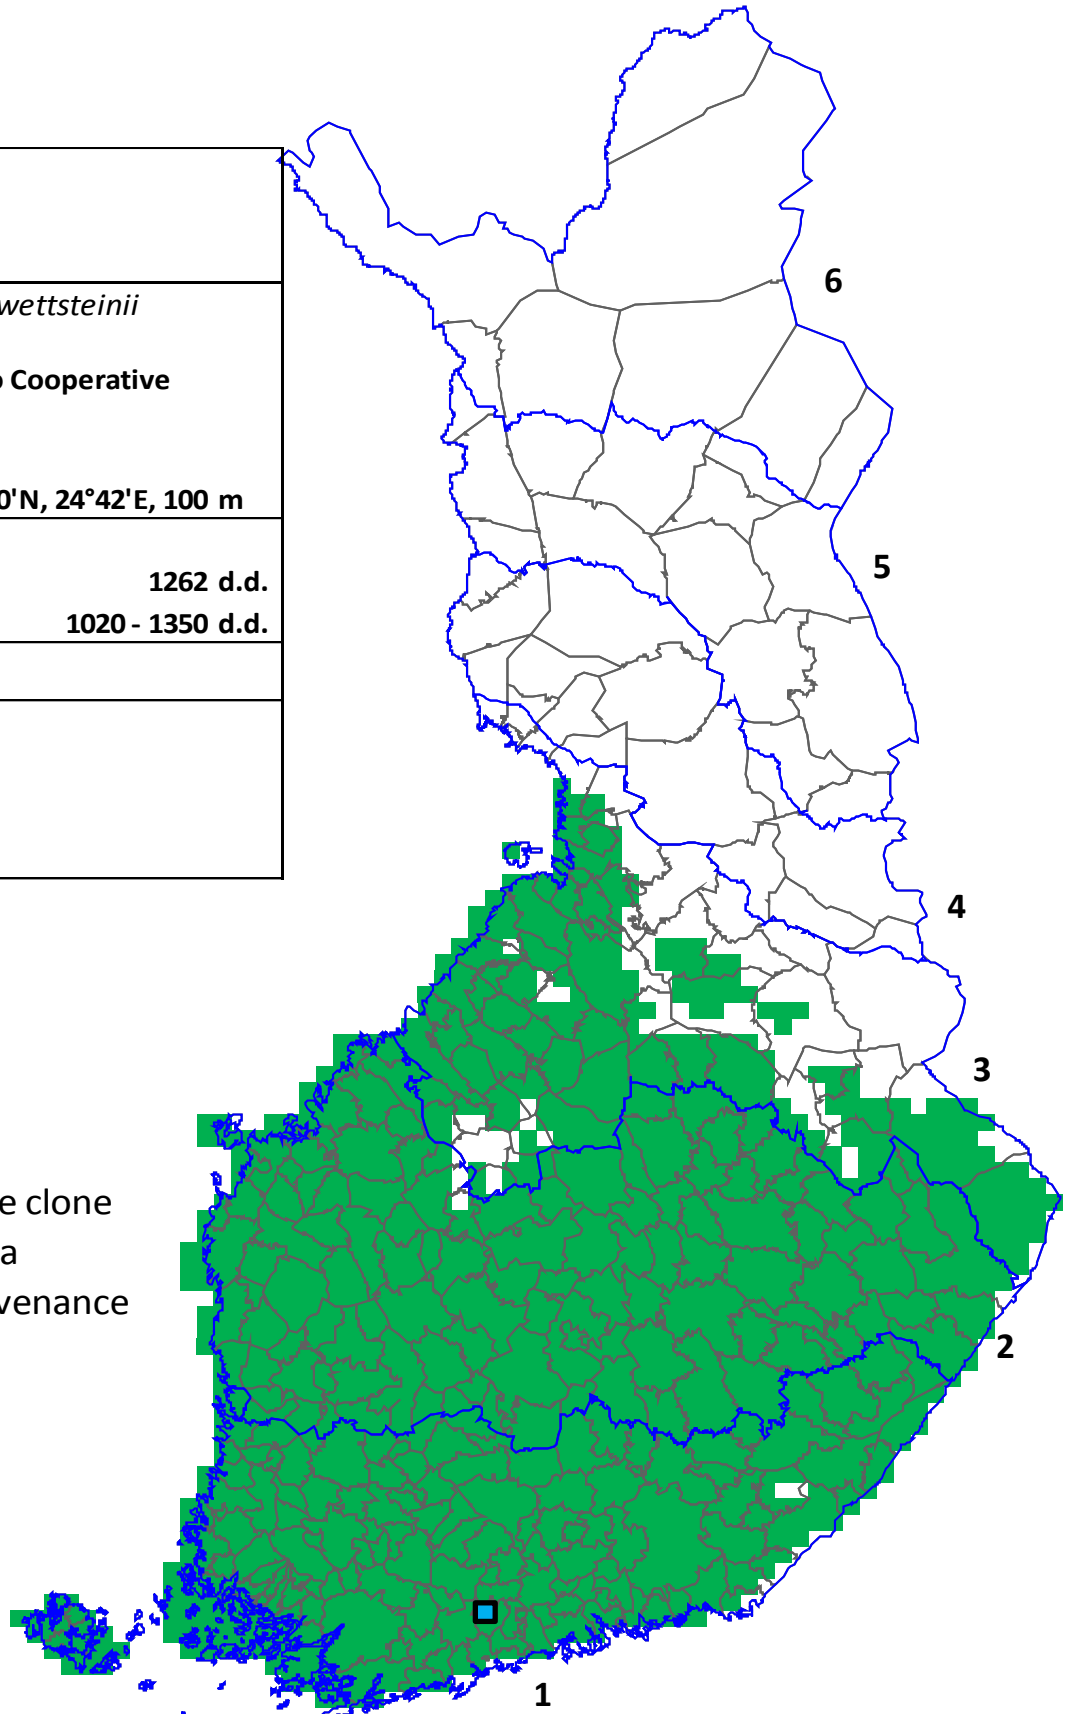 wettsteinii
Cooperative
0'N, 24°42'E, 100 m
1262 d.d.
1020 - 1350 d.d.
6
5
4
3
e clone
a
venance
2
1